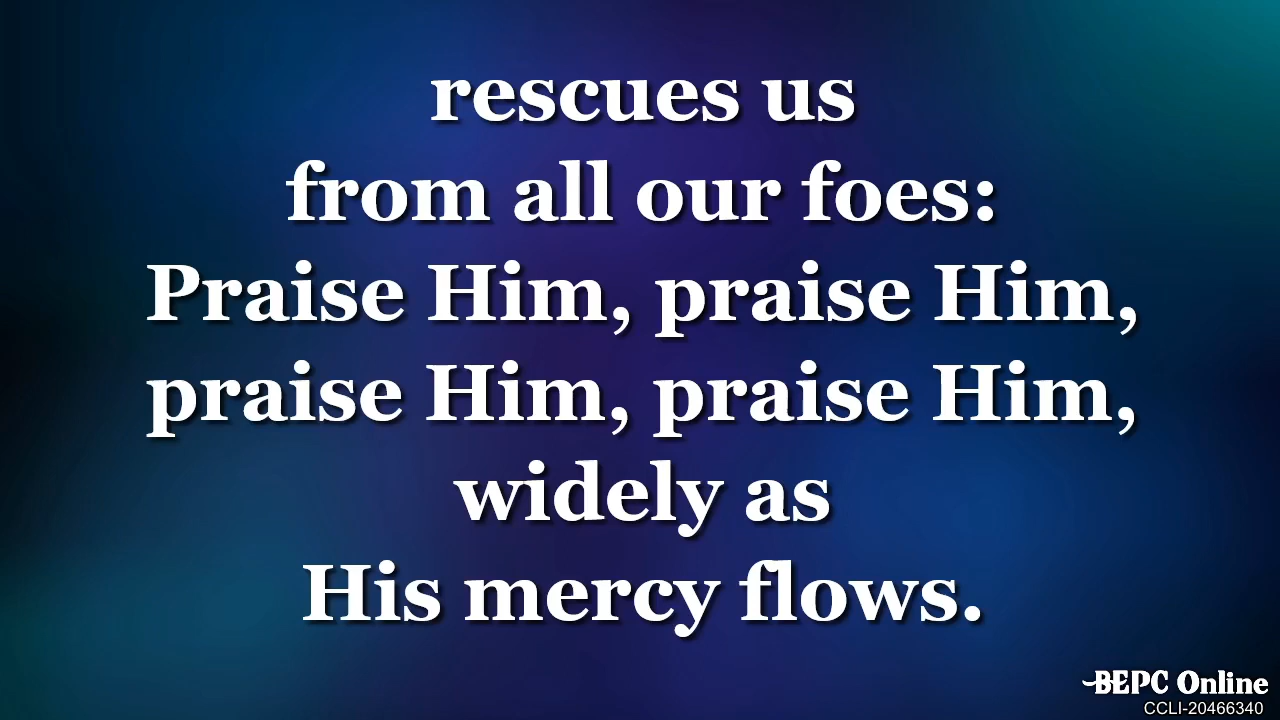 rescues us
from all our foes:
Praise Him, praise Him,
praise Him, praise Him,
widely as
His mercy flows.
BEPC Online
CCLI-20466340